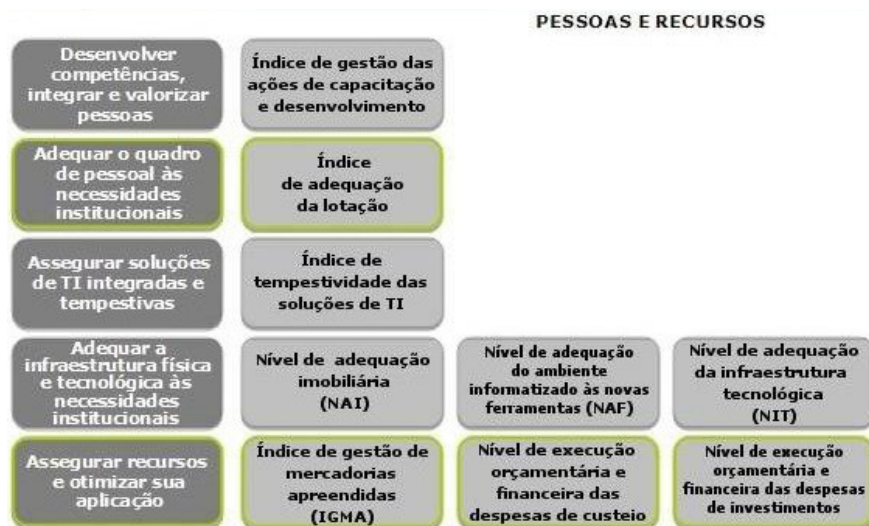 PESSOAS E RECURSOS
Desenvolver
competências,
integrar e valorizar
pessoas
Índice de gestão das
ações de capacitação
e desenvolvimento
Adequar o quadro
de pessoal às
necessidades
institucionais
Índice
de adequação
da lotação
Assegurar soluções
de TI integradas e
tempestivas
Índice de
tempestividade das
soluções de TI
Adequar a
infraestrutura física
e tecnológica às
necessidades
institucionais
Nível de adequação
imobiliária
(NAI)
Nível de adequação
do ambiente
informatizado às novas
ferramentas (NAF)
Nível de adequação
da infraestrutura
tecnológica
(NIT)
Assegurar recursos
e otimizar sua
aplicação
Índice de gestão de
mercadorias
apreendidas
(IGMA)
Nível de execução
orçamentária e
financeira das
despesas de custeio
Nível de execução
orçamentária e
financeira das despesas
de investimentos